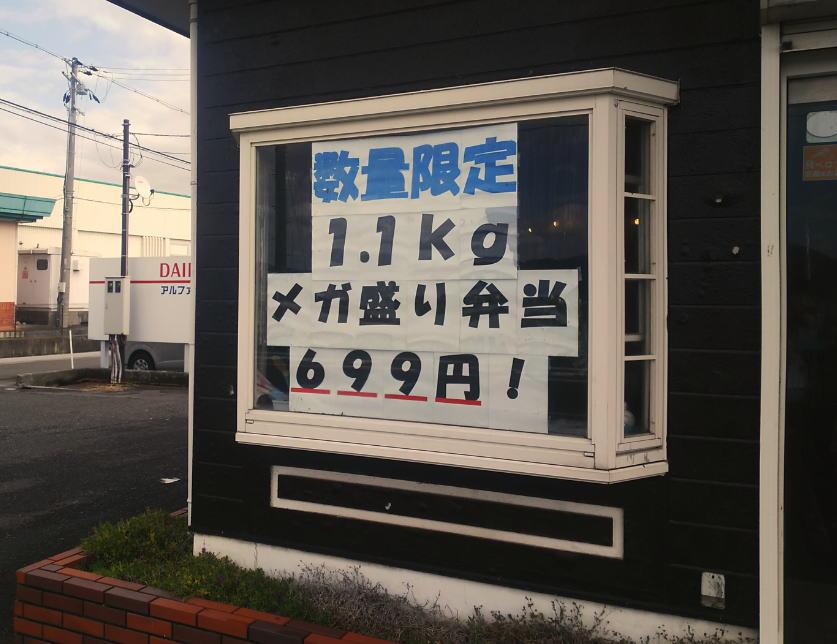 数量限定
1.1kg
メガ盛り弁当
699円！
DAI
アルファ